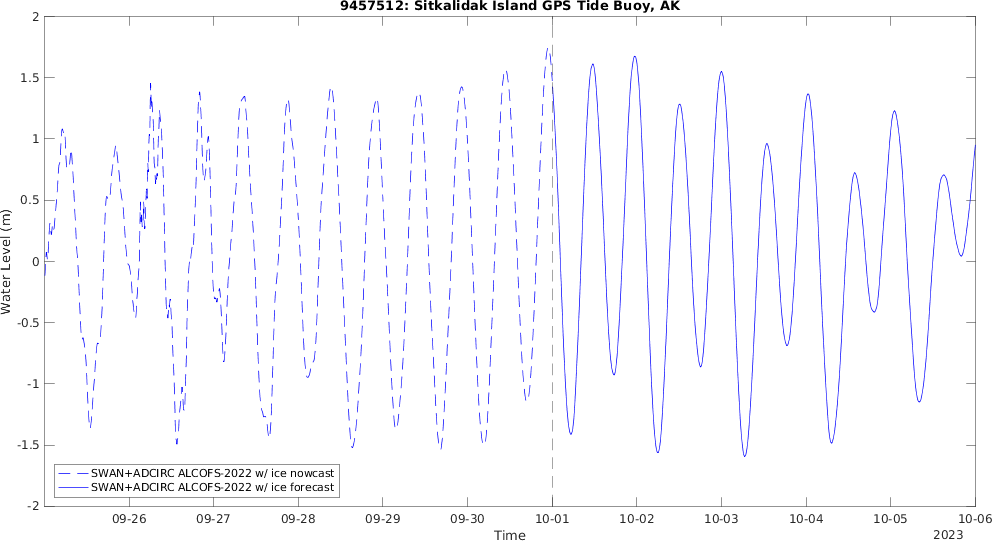 9457512: Sitkalidak Island GPS Tide Buoy, AK
2
1.5
1
0.5
0
-0.5
-1
-1.5
-2
Water Level (m)
SWAN+ADCIRC ALCOFS-2022 w/ ice nowcast
SWAN+ADCIRC ALCOFS-2022 w/ ice forecast
09-26 09-27 09-28 09-29 09-30 10-01 10-02 10-03 10-04 10-05 10-06
Time
2023